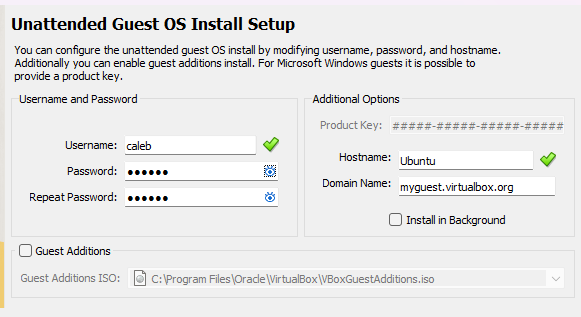 Unattended Guest OS Install Setup
You can configure the unattended guest OS install by modifying username, password, and hostname.
Additionally you can enable guest additions install. For Microsoft Windows guests it is possible to
provide a product key.
Username and Password
Username: caleb
Password: ●●●●●●
Repeat Password: ●●●●●●
Additional Options
Product Key: #####-#####-#####-#####
Hostname: Ubuntu
Domain Name: myguest.virtualbox.org
Install in Background
Guest Additions
Guest Additions ISO: C:\Program Files\Oracle\VirtualBox\VBoxGuestAdditions.iso